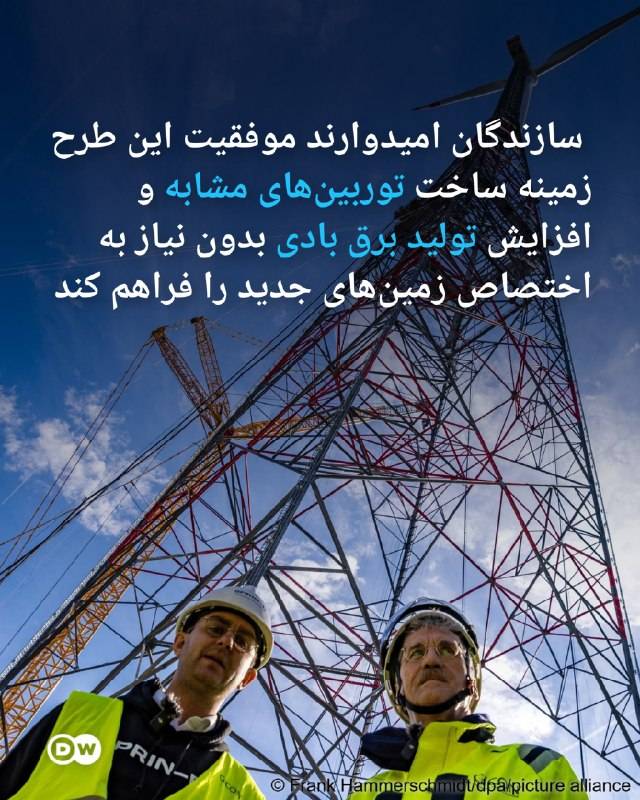 سازندگان امیدوارند موفقیت این طرح
زمینه ساخت توربین‌های مشابه و
افزایش تولید برق بادی بدون نیاز به
اختصاص زمین‌های جدید را فراهم کند
PRIN-
DW
© Frank Hammerschmidt/dpa/picture alliance